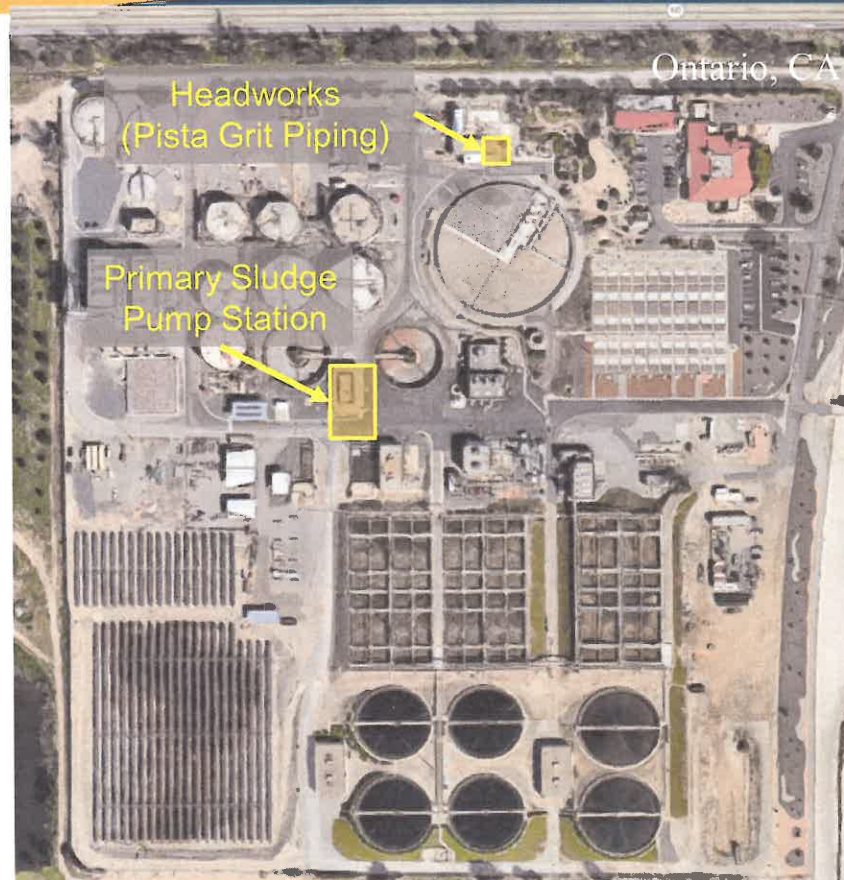 Ontario, CA
Headworks
(Pista Grit Piping)
Primary Sludge
Pump Station